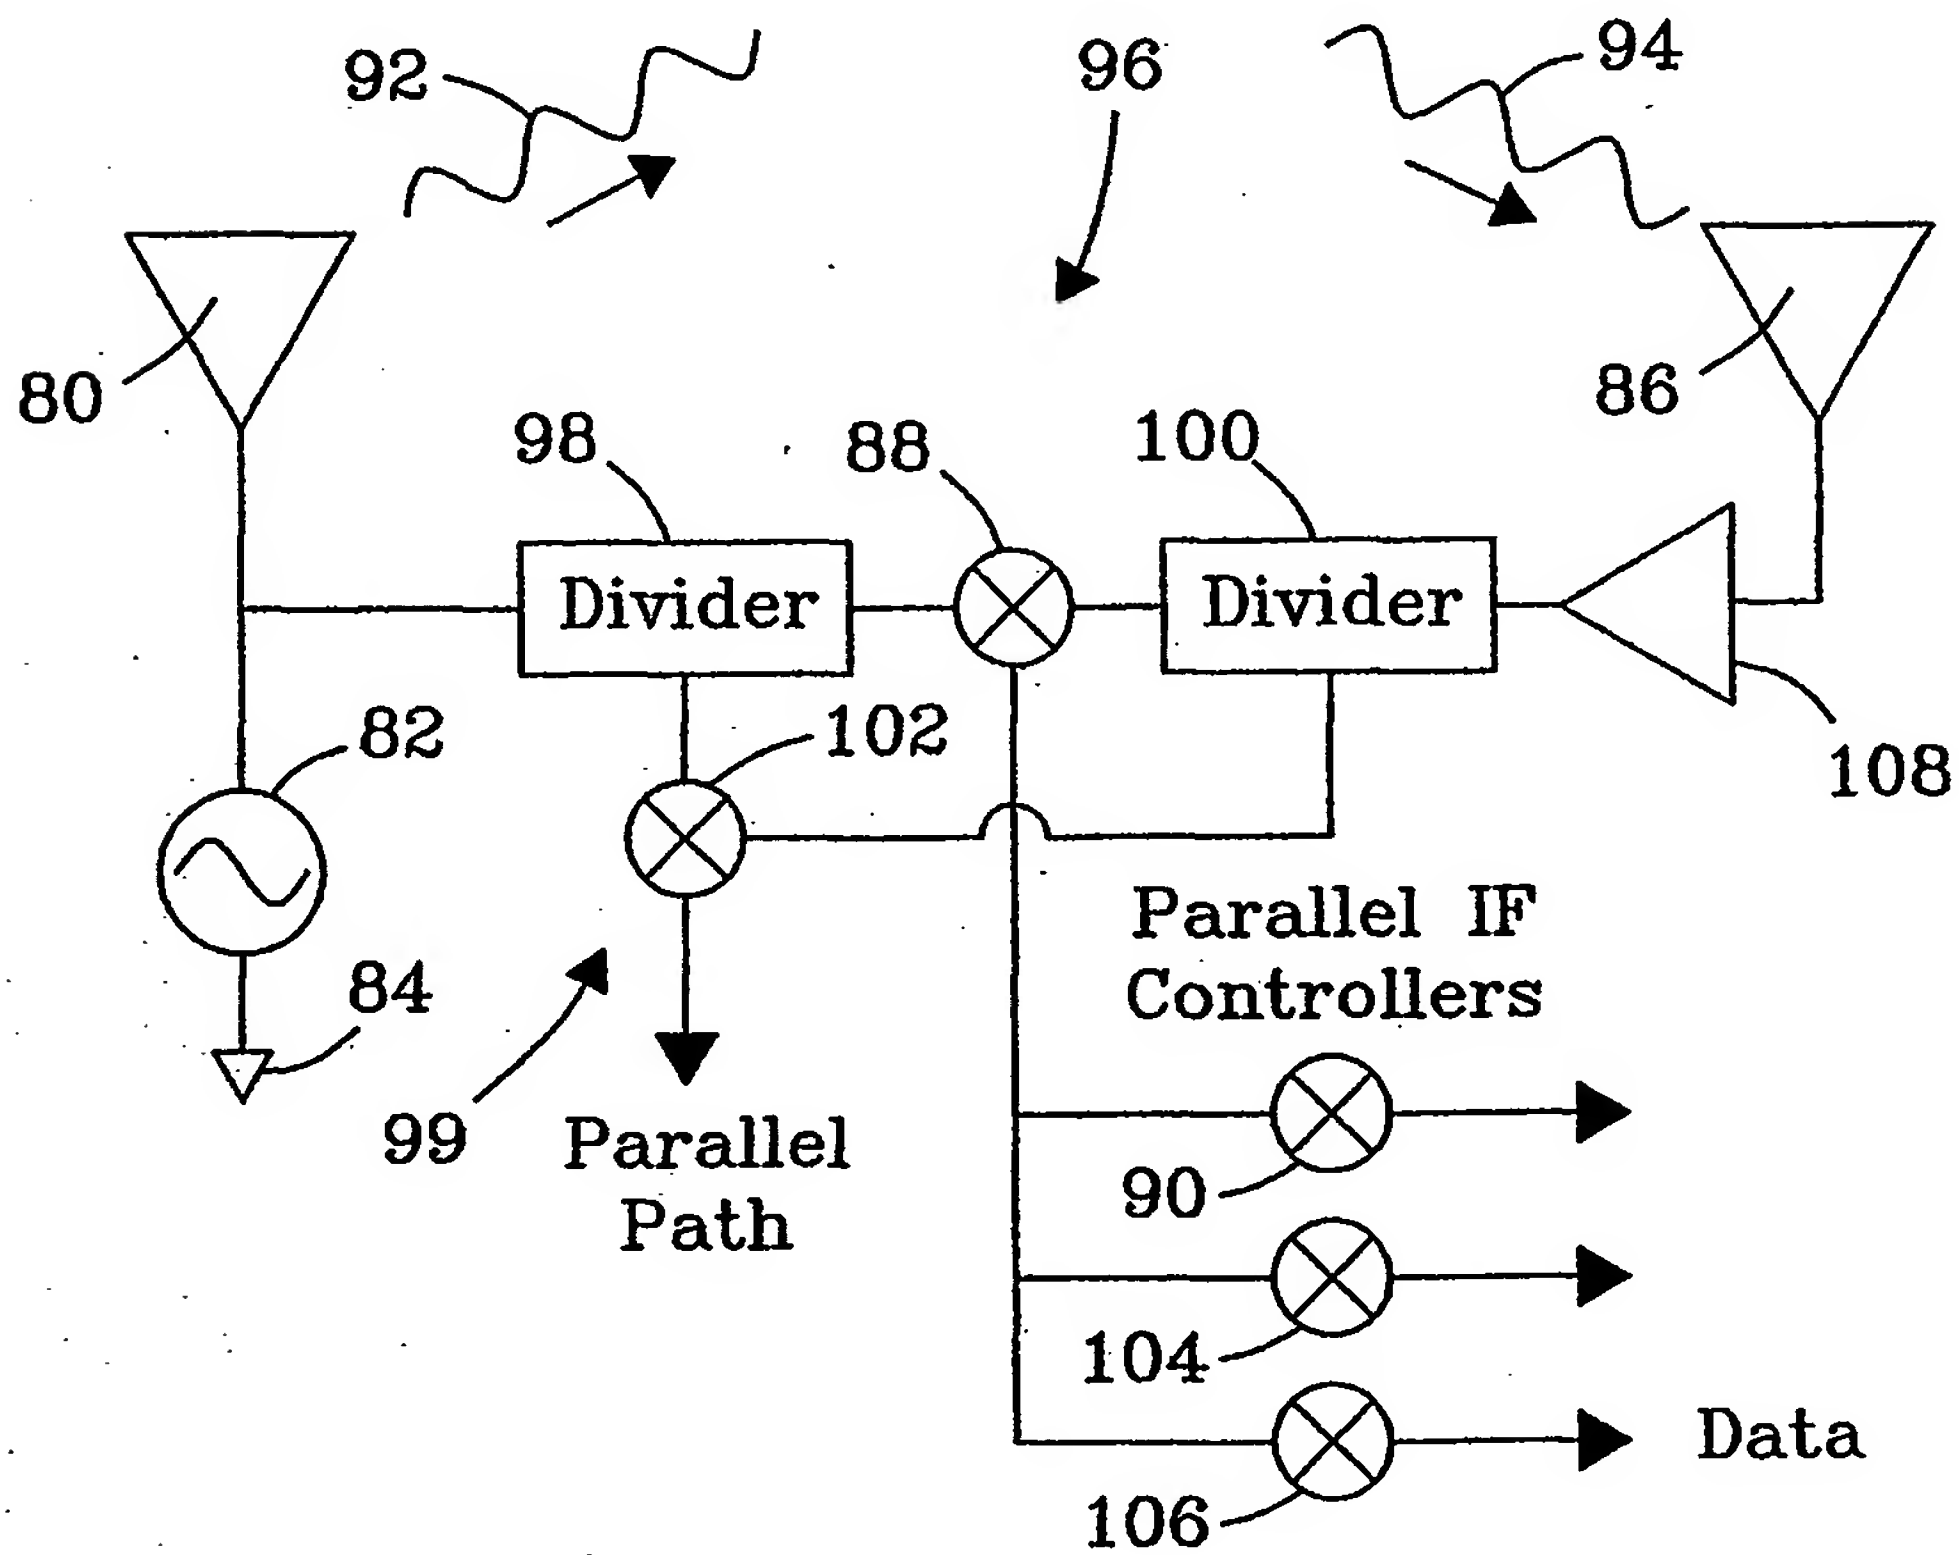 92
96
94
80
86
98
88
100
Divider
Divider
82
102
108
84
Parallel IF
Controllers
99
Parallel
Path
90
104
106
Data